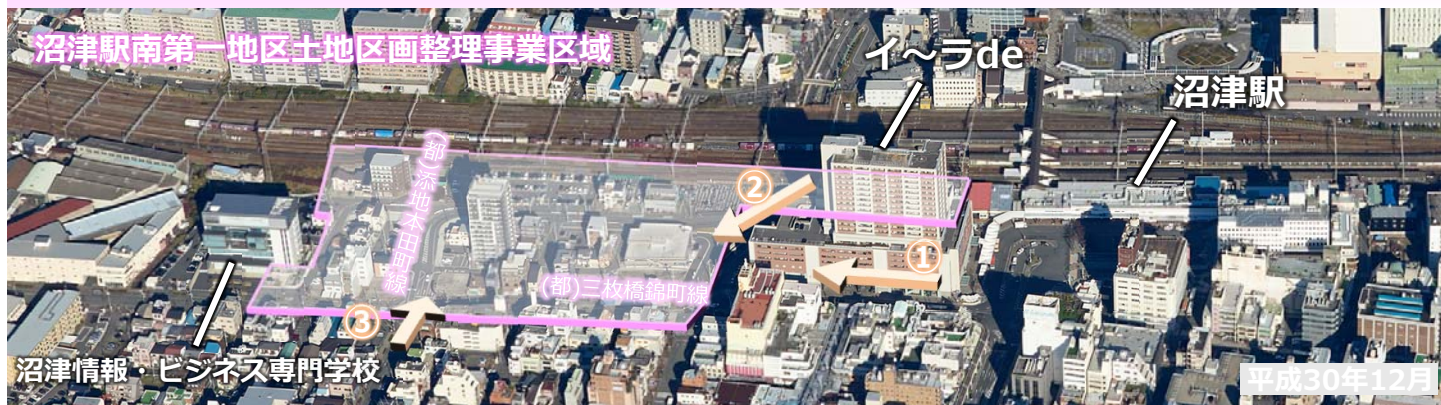 沼津駅南第一地区土地区画整理事業区域
イ～ラde
沼津駅
(都)添地本田町線
②
①
(都)三枚橋錦町線
③
沼津情報・ビジネス専門学校
平成30年12月